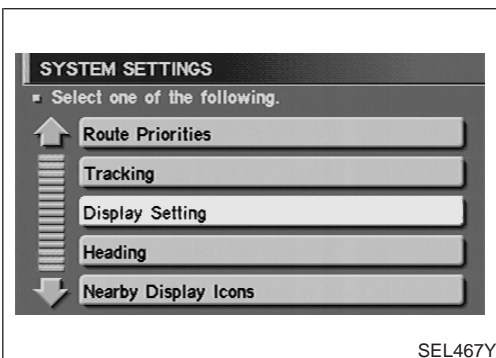 SYSTEM SETTINGS
Select one of the following.
Route Priorities
Tracking
Display Setting
Heading
Nearby Display Icons
SEL467Y